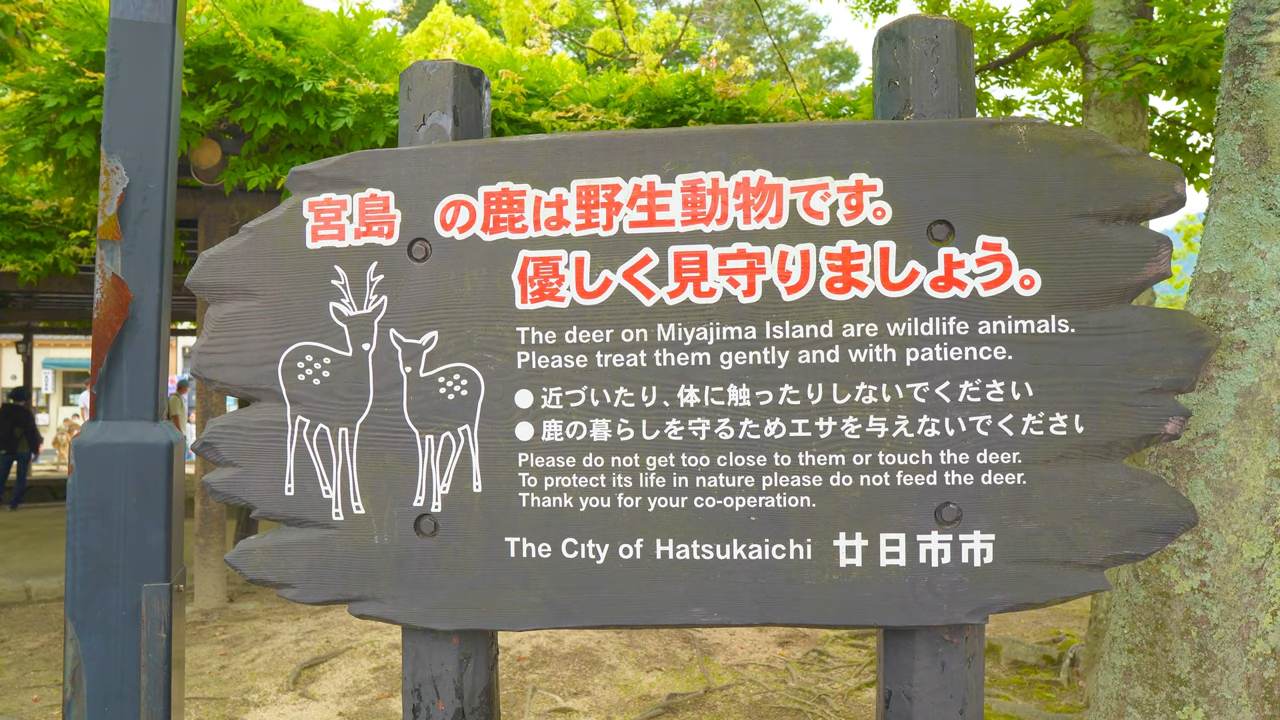 宮島 の鹿は野生動物です。
優しく見守りましょう。
The deer on Miyajima Island are wildlife animals.
Please treat them gently and with patience.
● 近づいたり、体に触ったりしないでください
● 鹿の暮らしを守るためエサを与えないでください
Please do not get too close to them or touch the deer.
To protect its life in nature please do not feed the deer.
Thank you for your co-operation.
The City of Hatsukaichi 廿日市市